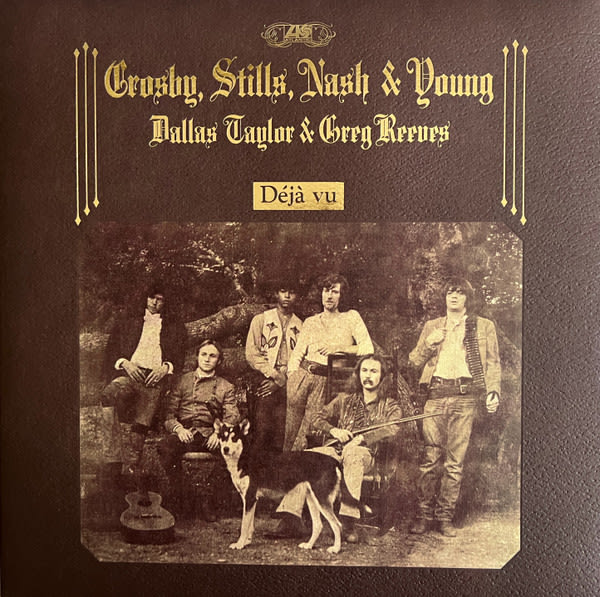 Crosby, Stills, Nash & Young
Dallas Taylor & Greg Reeves
Déjà vu